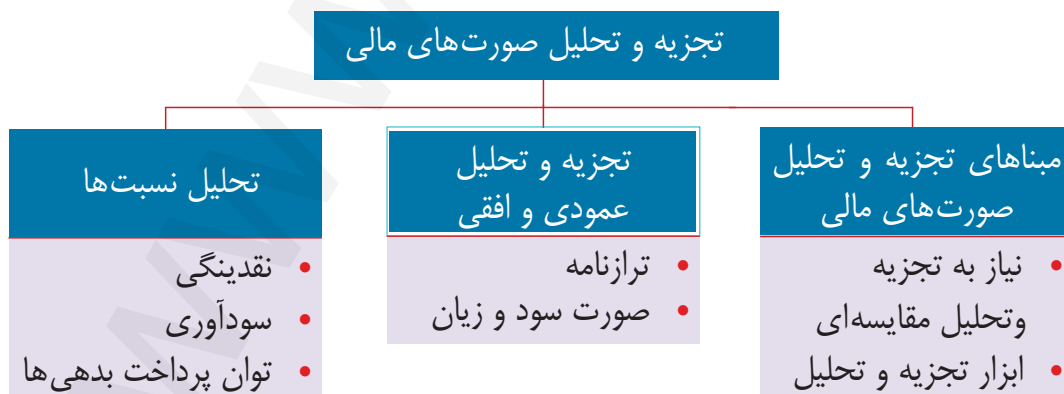 تجزیه و تحلیل صورت‌های مالی
مبناهای تجزیه و تحلیل
صورت‌های مالی
• نیاز به تجزیه
وتحلیل مقایسه‌ای
• ابزار تجزیه و تحلیل
تجزیه و تحلیل
عمودی و افقی
• ترازنامه
• صورت سود و زیان
تحلیل نسبت‌ها
• نقدینگی
• سودآوری
• توان پرداخت بدهی‌ها